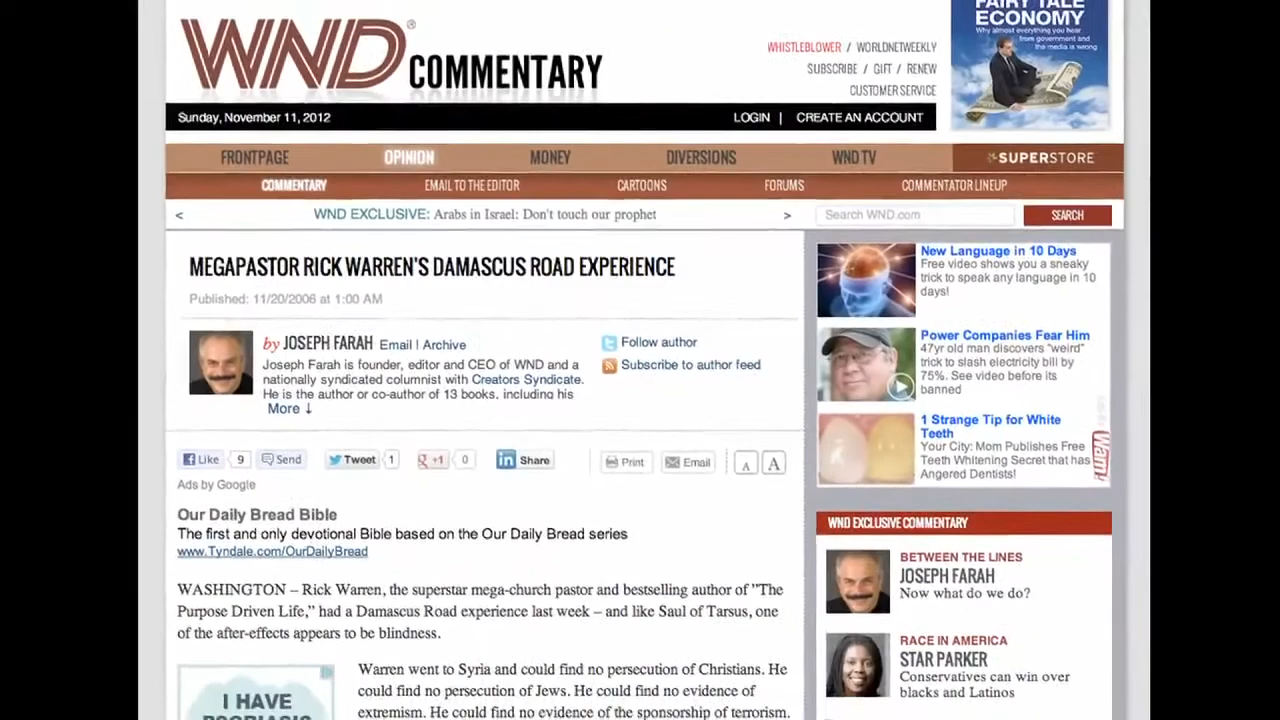 FAIRY TALE
ECONOMY
Why almost everything you hear
from government and
the media is wrong
WND®
COMMENTARY
WHISTLEBLOWER / WORLDNETWEEKLY
SUBSCRIBE / GIFT / RENEW
CUSTOMER SERVICE
Sunday, November 11, 2012
LOGIN | CREATE AN ACCOUNT
FRONTPAGE OPINION MONEY DIVERSIONS WND TV SUPERSTORE
COMMENTARY EMAIL TO THE EDITOR CARTOONS FORUMS COMMENTATOR LINEUP
< WND EXCLUSIVE: Arabs in Israel: Don't touch our prophet >
Search WND.com SEARCH
MEGAPASTOR RICK WARREN'S DAMASCUS ROAD EXPERIENCE
Published: 11/20/2006 at 1:00 AM
by JOSEPH FARAH Email | Archive
Joseph Farah is founder, editor and CEO of WND and a
nationally syndicated columnist with Creators Syndicate.
He is the author or co-author of 13 books, including his
More ↓
Follow author
Subscribe to author feed
Like 9 Send Tweet 1 +1 0 Share Print Email A A
Ads by Google
Our Daily Bread Bible
The first and only devotional Bible based on the Our Daily Bread series
www.Tyndale.com/OurDailyBread
WASHINGTON – Rick Warren, the superstar mega-church pastor and bestselling author of "The
Purpose Driven Life," had a Damascus Road experience last week – and like Saul of Tarsus, one
of the after-effects appears to be blindness.
I HAVE
PSORIASIS
Warren went to Syria and could find no persecution of Christians. He
could find no persecution of Jews. He could find no evidence of
extremism. He could find no evidence of the sponsorship of terrorism.
New Language in 10 Days
Free video shows you a sneaky
trick to speak any language in 10
days!
Power Companies Fear Him
47yr old man discovers "weird"
trick to slash electricity bill by
75%. See video before its
banned
1 Strange Tip for White
Teeth
Your City: Mom Publishes Free
Teeth Whitening Secret that has
Angered Dentists!
WND EXCLUSIVE COMMENTARY
BETWEEN THE LINES
JOSEPH FARAH
Now what do we do?
RACE IN AMERICA
STAR PARKER
Conservatives can win over
blacks and Latinos